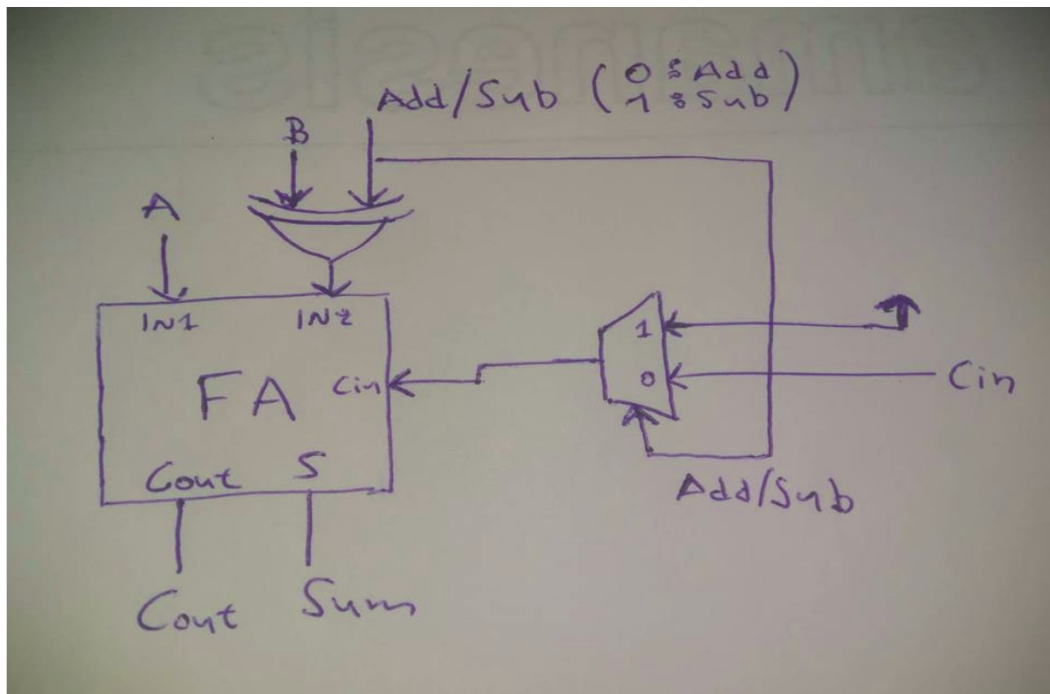 Add/Sub (0:Add
1:Sub)
B
A
IN1 IN2
1
FA Cin
0 Cin
Cout S
Add/Sub
Cout Sum